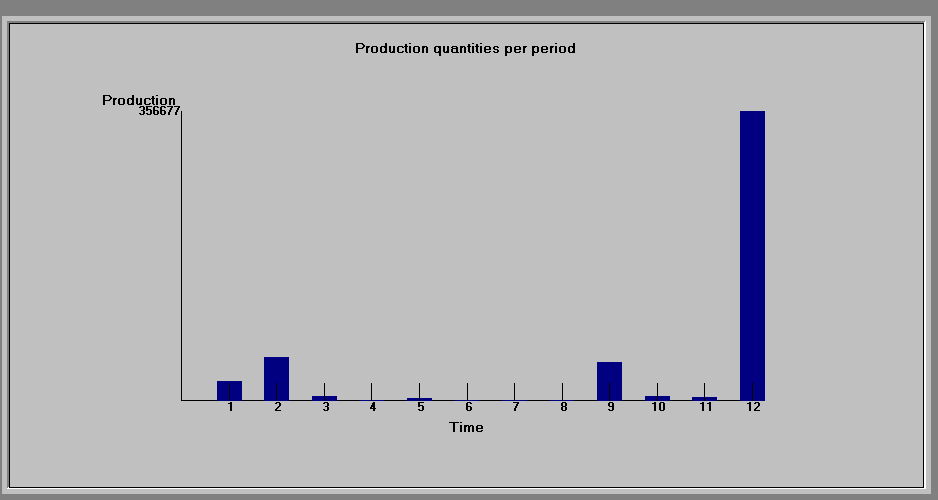 Production quantities per period
Production
356677
1 2 3 4 5 6 7 8 9 10 11 12
Time